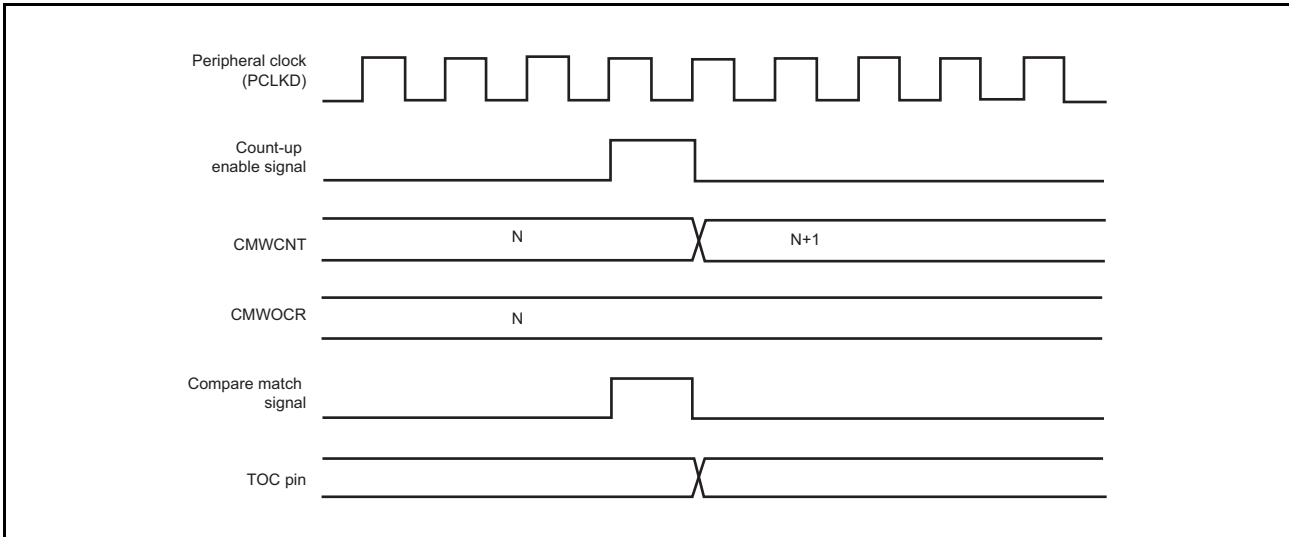 Peripheral clock
(PCLKD)
Count-up
enable signal
CMWCNT
N
N+1
CMWOCR
N
Compare match
signal
TOC pin